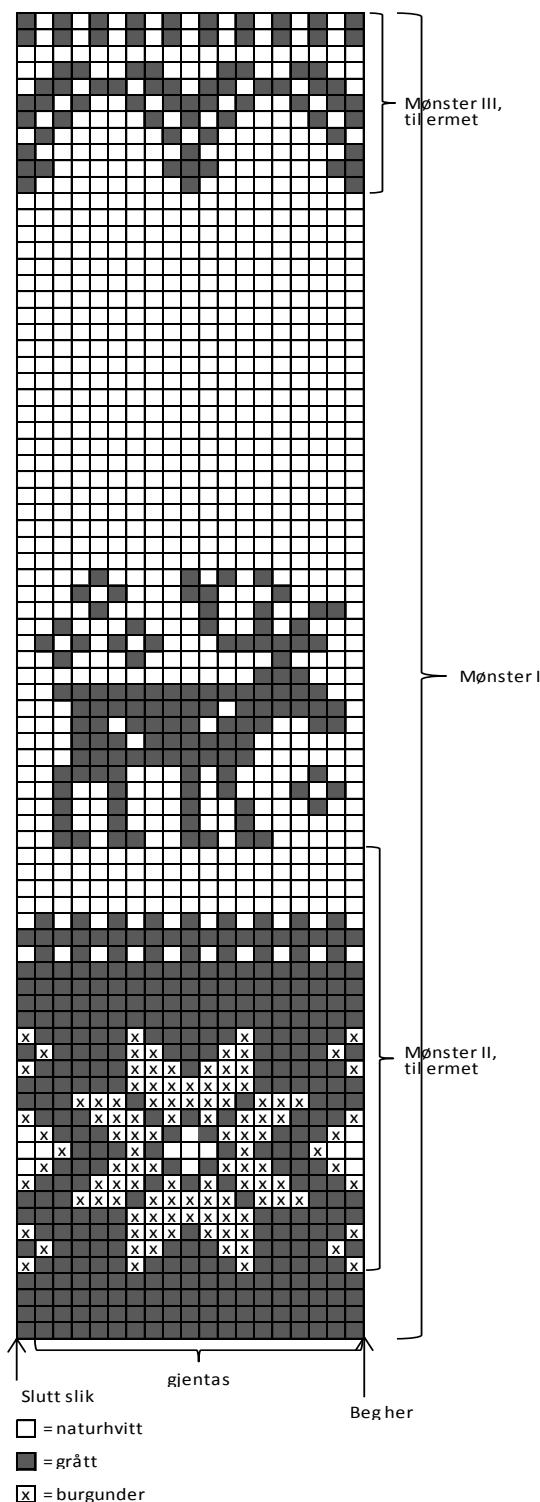 Mønster III,
til ermet
Mønster I
Mønster II,
til ermet
gjentas
Slutt slik
Beg her
= naturhvitt
= grått
x = burgunder